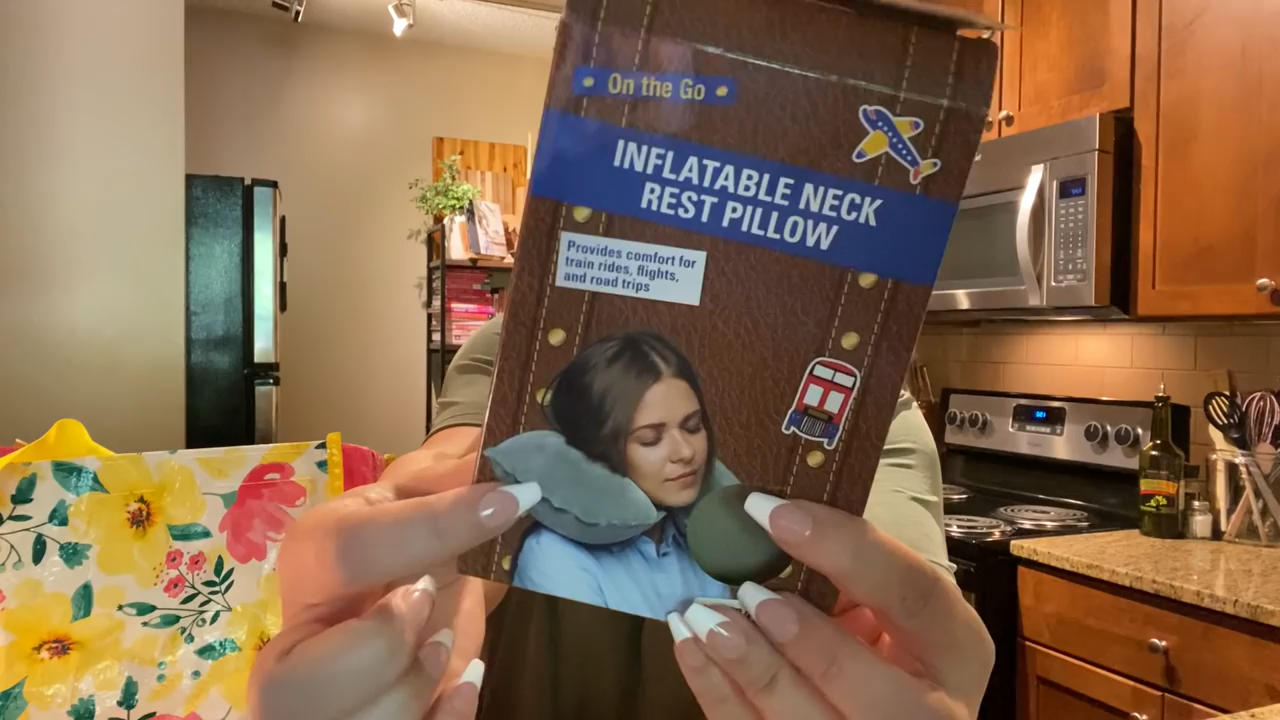 On the Go
INFLATABLE NECK
REST PILLOW
Provides comfort for
train rides, flights,
and road trips